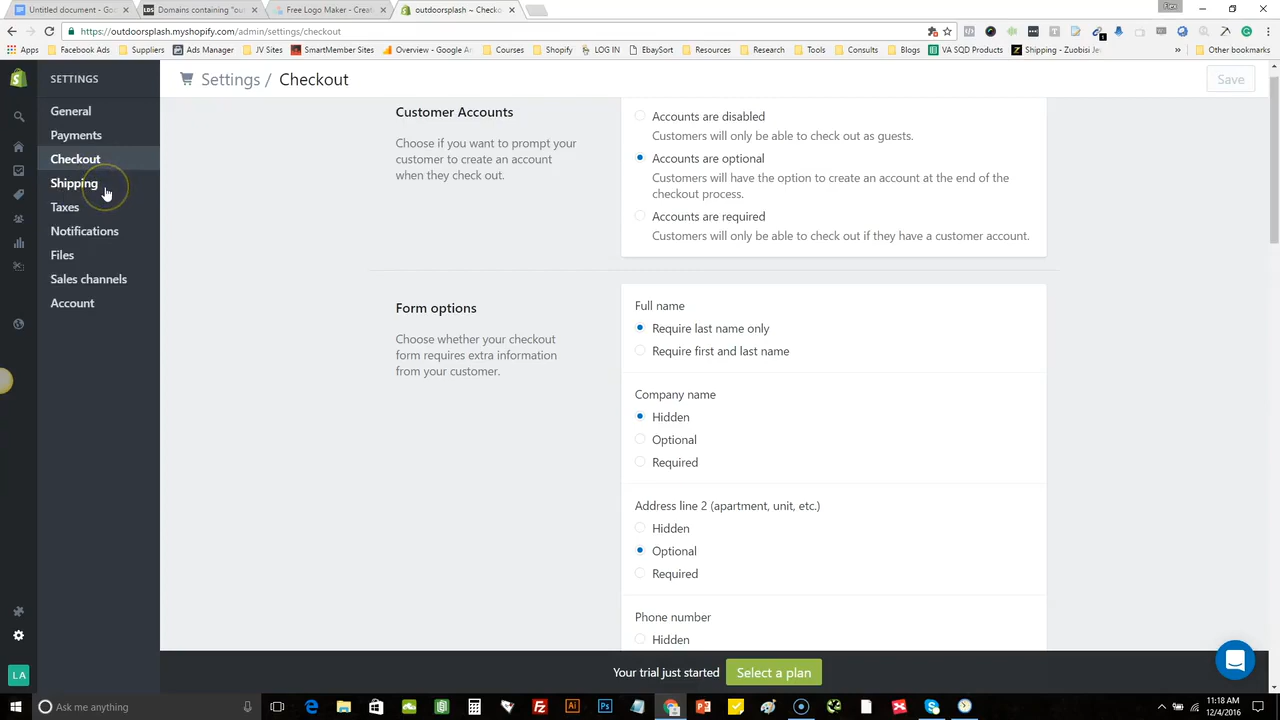 Untitled document - Go
LDS Domains containing "out
Free Logo Maker - Create
outdoorsplash ~ Checko
https://outdoorsplash.myshopify.com/admin/settings/checkout
Apps Facebook Ads Suppliers Ads Manager JV Sites SmartMember Sites Overview - Google An Courses Shopify LOG IN EbaySort Resources Research Tools Consults Blogs VA SQD Products Shipping - Zuobisi Je » Other bookmarks
SETTINGS
General
Payments
Checkout
Shipping
Taxes
Notifications
Files
Sales channels
Account
LA
Settings / Checkout
Save
Customer Accounts
Choose if you want to prompt your
customer to create an account
when they check out.
Accounts are disabled
Customers will only be able to check out as guests.
Accounts are optional
Customers will have the option to create an account at the end of the
checkout process.
Accounts are required
Customers will only be able to check out if they have a customer account.
Form options
Choose whether your checkout
form requires extra information
from your customer.
Full name
Require last name only
Require first and last name
Company name
Hidden
Optional
Required
Address line 2 (apartment, unit, etc.)
Hidden
Optional
Required
Phone number
Hidden
Your trial just started Select a plan
Ask me anything
11:18 AM
12/4/2016